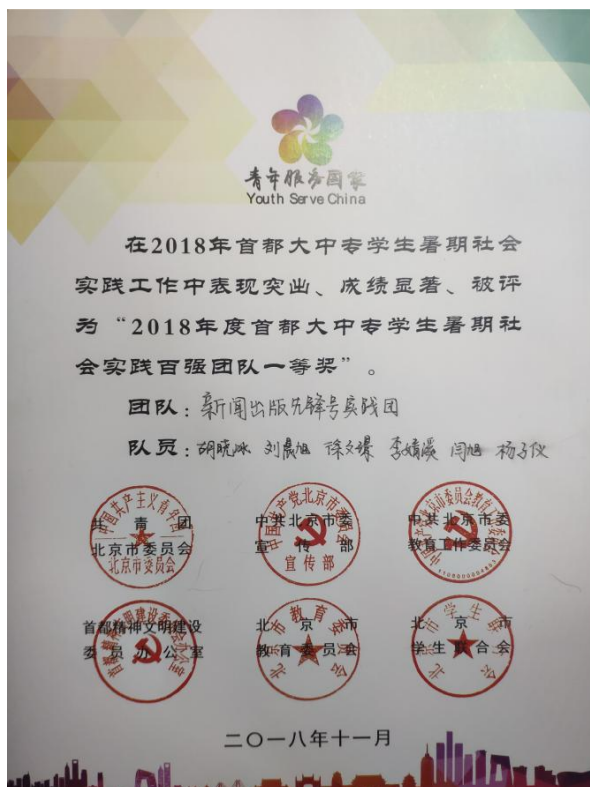 青年服务国家
Youth Serve China
在2018年首都大中专学生暑期社会
实践工作中表现突出、成绩显著、被评
为“2018年度首都大中专学生暑期社
会实践百强团队一等奖”。
团队：新闻出版先锋号实践团
队员：胡晓冰 刘晨旭 徐文璟 李婧溪 闫旭 杨子仪
共青团 中共北京市委 中共北京市委
北京市委员会 宣传部 教育工作委员会
首都精神文明建设 北京市 北京市
委员办公室 教育委员会 学生联合会
二〇一八年十一月